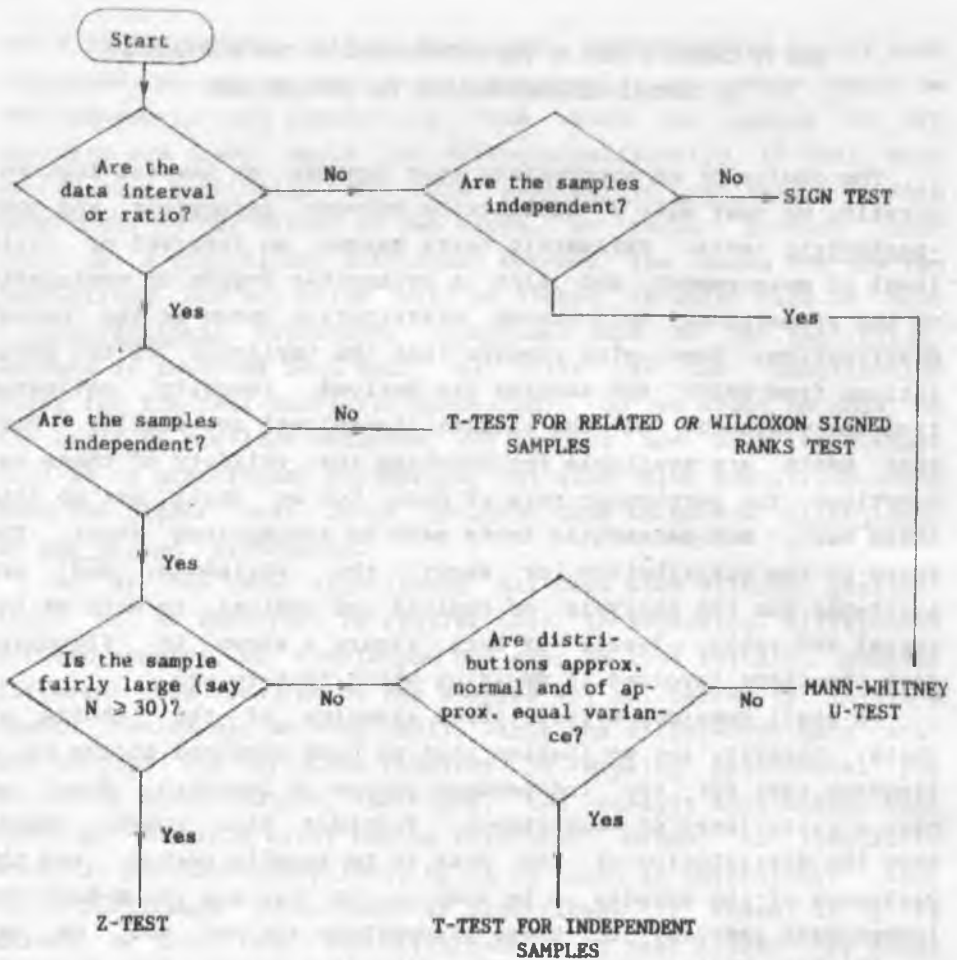 Start
Are the
data interval
or ratio?
No
Are the samples
independent?
No
SIGN TEST
Yes
Yes
Are the samples
independent?
No
T-TEST FOR RELATED OR WILCOXON SIGNED
SAMPLES RANKS TEST
Yes
Is the sample
fairly large (say
N ≥ 30)?
No
Are distri-
butions approx.
normal and of ap-
prox. equal varian-
ce?
No
MANN-WHITNEY
U-TEST
Yes
Yes
Z-TEST
T-TEST FOR INDEPENDENT
SAMPLES